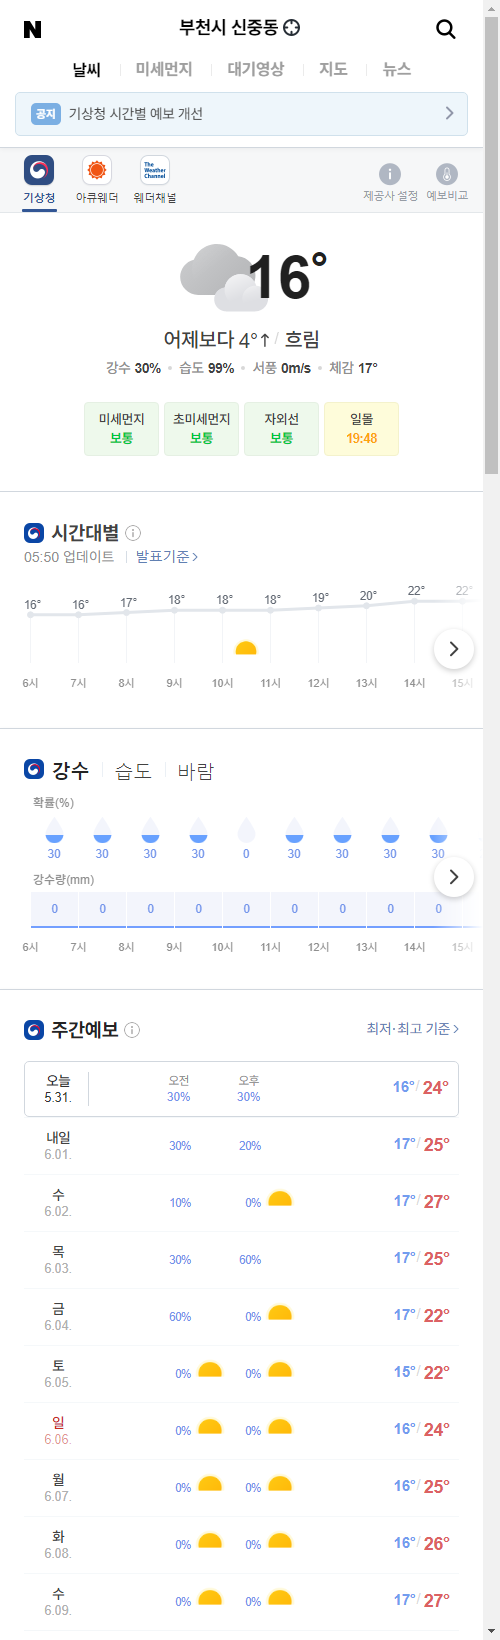 N
부천시 신중동
날씨 미세먼지 대기영상 지도 뉴스
공지 기상청 시간별 예보 개선
The
Weather
Channel
기상청 아큐웨더 웨더채널 제공사 설정 예보비교
16°
어제보다 4°↑ / 흐림
강수 30% • 습도 99% • 서풍 0m/s • 체감 17°
미세먼지 초미세먼지 자외선 일몰
보통 보통 보통 19:48
시간대별
05:50 업데이트 발표기준 >
16° 16° 17° 18° 18° 18° 19° 20° 22° 22°
6시 7시 8시 9시 10시 11시 12시 13시 14시 15시
강수 습도 바람
확률(%)
30 30 30 30 0 30 30 30 30
강수량(mm)
0 0 0 0 0 0 0 0 0
6시 7시 8시 9시 10시 11시 12시 13시 14시 15시
주간예보 최저·최고 기준 >
오늘 오전 오후
5.31. 30% 30% 16°/ 24°
내일
6.01. 30% 20% 17°/ 25°
수
6.02. 10% 0% 17°/ 27°
목
6.03. 30% 60% 17°/ 25°
금
6.04. 60% 0% 17°/ 22°
토
6.05. 0% 0% 15°/ 22°
일
6.06. 0% 0% 16°/ 24°
월
6.07. 0% 0% 16°/ 25°
화
6.08. 0% 0% 16°/ 26°
수
6.09. 0% 0% 17°/ 27°